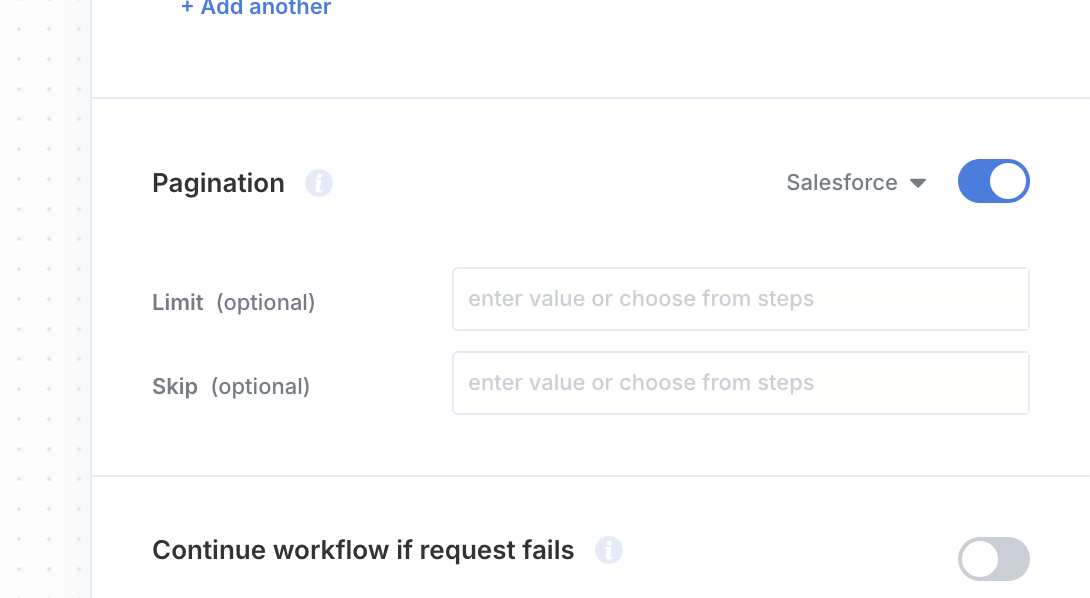 + Add another
Pagination
Salesforce
Limit (optional)
enter value or choose from steps
Skip (optional)
enter value or choose from steps
Continue workflow if request fails